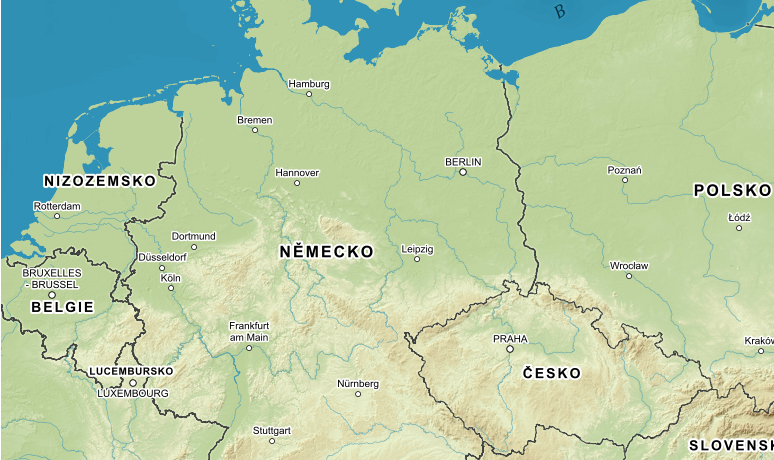 B
Hamburg
Bremen
BERLIN
Hannover
Poznań
NIZOZEMSKO
POLSKO
Rotterdam
Łódź
Dortmund
NĚMECKO
Leipzig
Düsseldorf
Wrocław
BRUXELLES
- BRUSSEL
Köln
BELGIE
Frankfurt
am Main
PRAHA
Kraków
LUCEMBURSKO
ČESKO
LUXEMBOURG
Nürnberg
Stuttgart
SLOVENSK